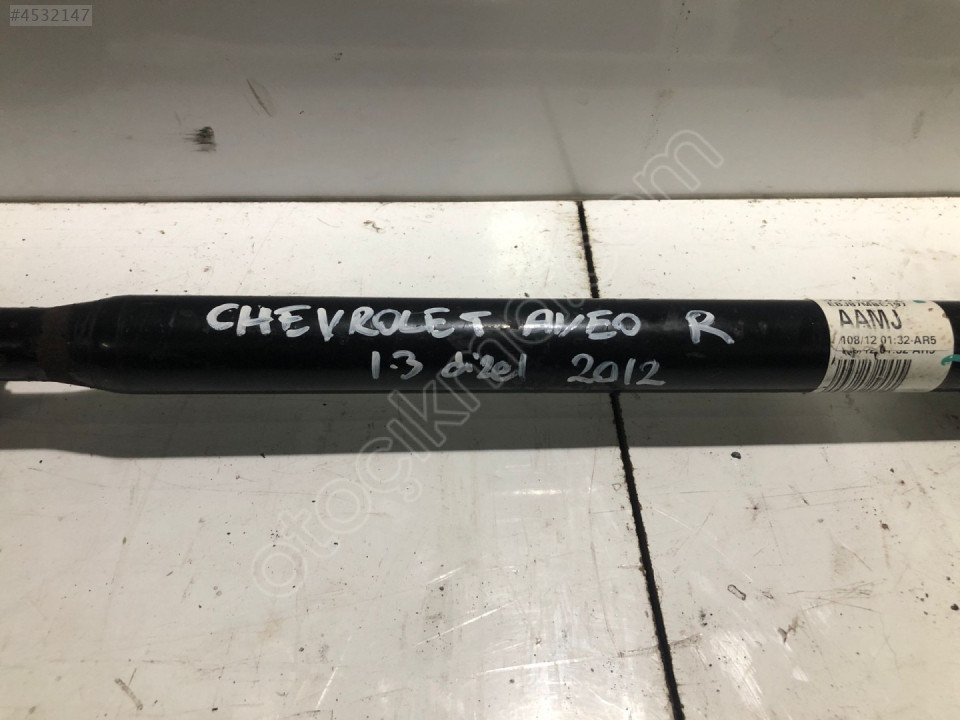 #4532147
CHEVROLET AVEO R
1.3 dizel 2012
AAMJ
108/12 01:32-AR5